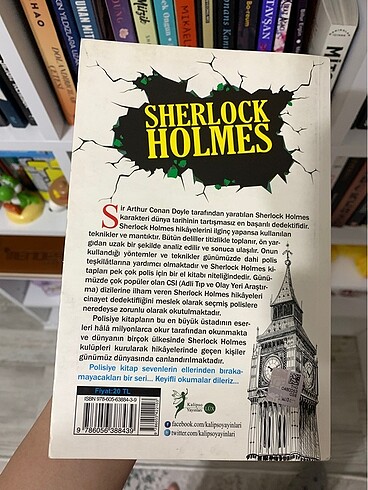 SHERLOCK
HOLMES
Sir Arthur Conan Doyle tarafından yaratılan Sherlock Holmes
karakteri dünya tarihinin tartışmasız en başarılı dedektifidir.
Sherlock Holmes hikâyelerini ilginç yapansa kullanılan
teknikler ve mantıktır. Bütün deliller titizlikle toplanır, ön yar-
gıdan uzak bir şekilde analiz edilir ve sonuca ulaşılır. Onun
kullandığı yöntemler ve teknikler günümüzde dahi polis
teşkilâtlarına yardımcı olmaktadır ve Sherlock Holmes ki-
tapları pek çok polis için bir el kitabı niteliğindedir. Günü-
müzde çok popüler olan CSI (Adli Tıp ve Olay Yeri Araştır-
ma) dizilerine ilham veren Sherlock Holmes hikâyeleri
cinayet dedektifliğini meslek olarak seçmiş polislere
neredeyse zorunlu olarak okutulmaktadır.
Polisiye kitapların bu en büyük üstadının eser-
leri hâlâ milyonlarca okur tarafından okunmakta
ve dünyanın birçok ülkesinde Sherlock Holmes
kulüpleri kurularak hikâyelerinde geçen kişiler
günümüz dünyasında canlandırılmaktadır.
Polisiye kitap sevenlerin ellerinden bıraka-
mayacakları bir seri... Keyifli okumalar dileriz...
Fiyat:20 TL
ISBN 978-605-63884-3-9
9 786056 388439
Kalipso
Yayınları
LUX
facebook.com/kalipsoyayinlari
twitter.com/kalipsoyayinlari